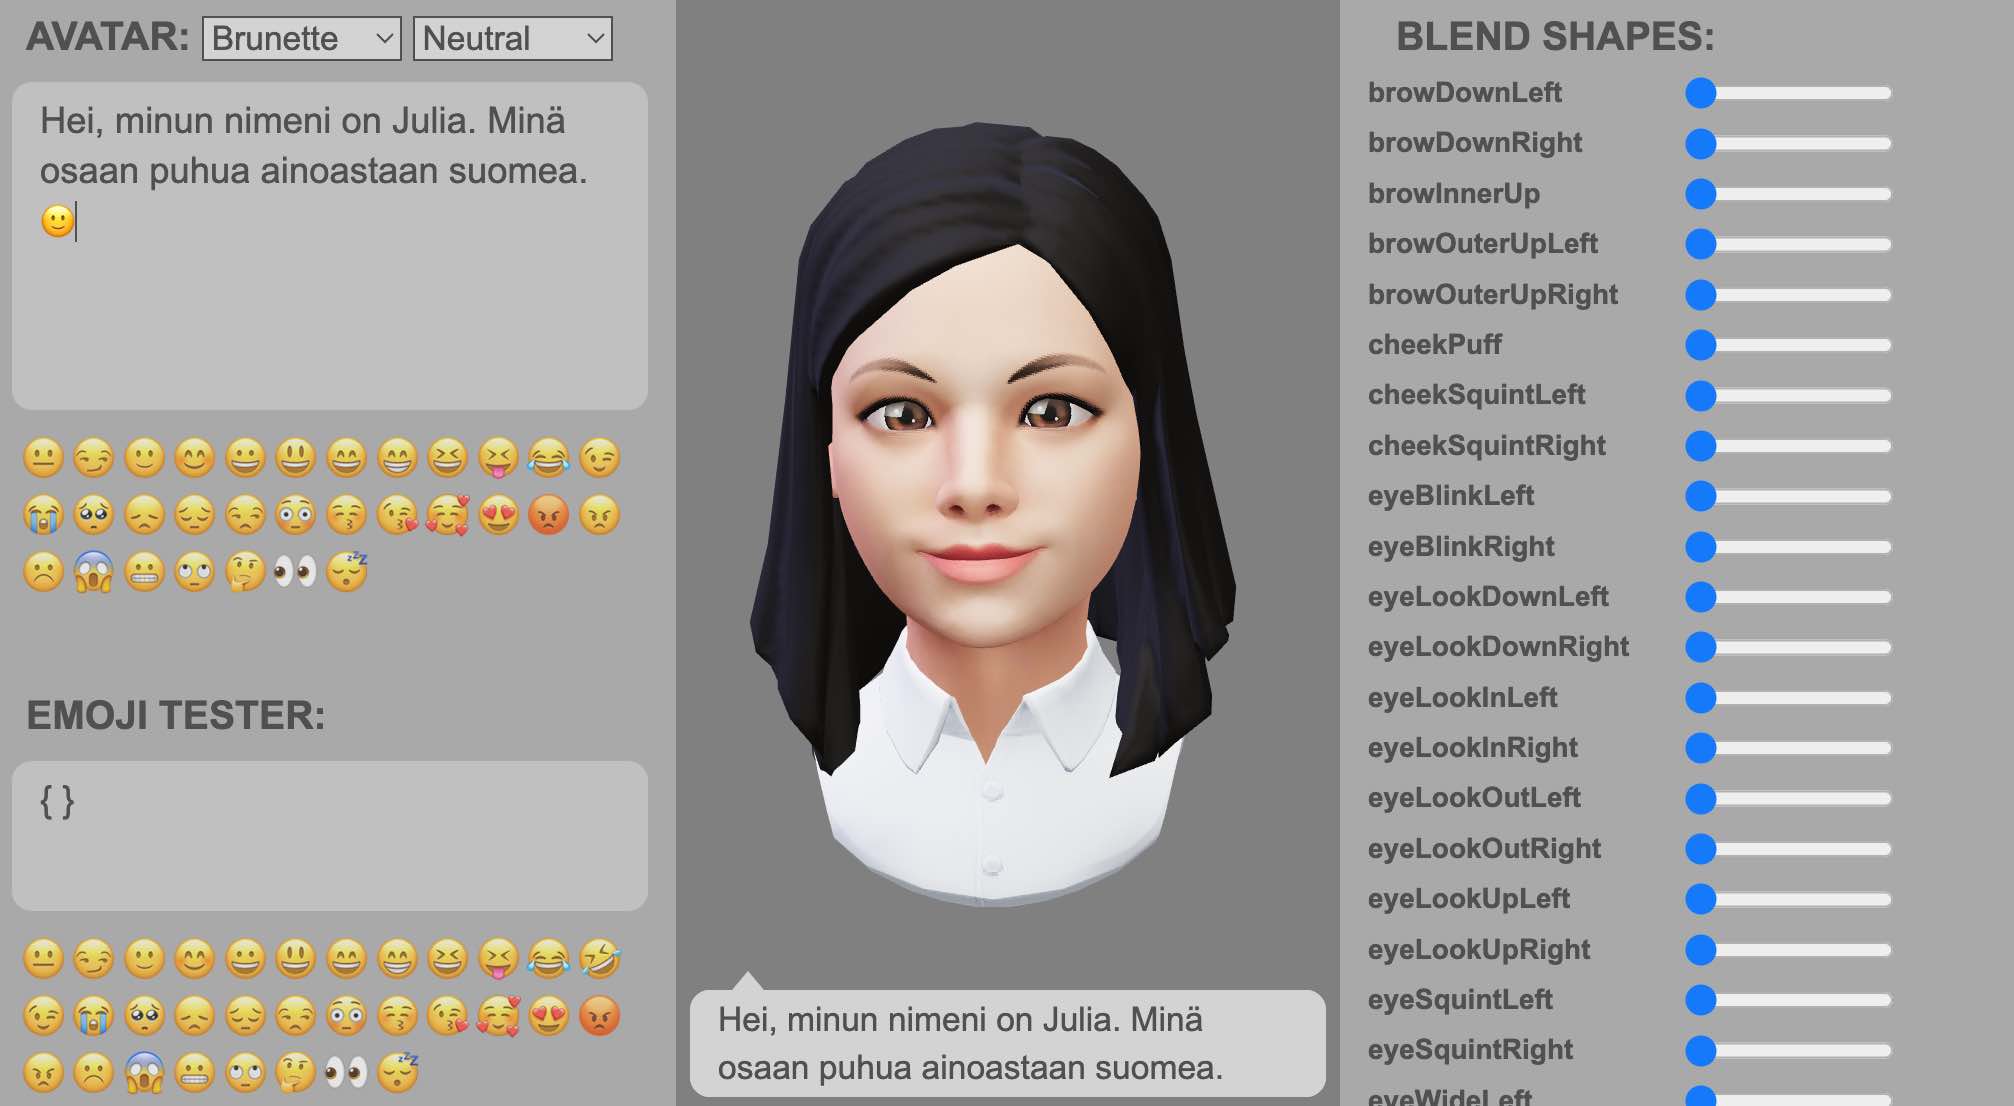 AVATAR: Brunette Neutral
Hei, minun nimeni on Julia. Minä
osaan puhua ainoastaan suomea.
🙂
EMOJI TESTER:
{ }
Hei, minun nimeni on Julia. Minä
osaan puhua ainoastaan suomea.
BLEND SHAPES:
browDownLeft
browDownRight
browInnerUp
browOuterUpLeft
browOuterUpRight
cheekPuff
cheekSquintLeft
cheekSquintRight
eyeBlinkLeft
eyeBlinkRight
eyeLookDownLeft
eyeLookDownRight
eyeLookInLeft
eyeLookInRight
eyeLookOutLeft
eyeLookOutRight
eyeLookUpLeft
eyeLookUpRight
eyeSquintLeft
eyeSquintRight
eyeWideLeft